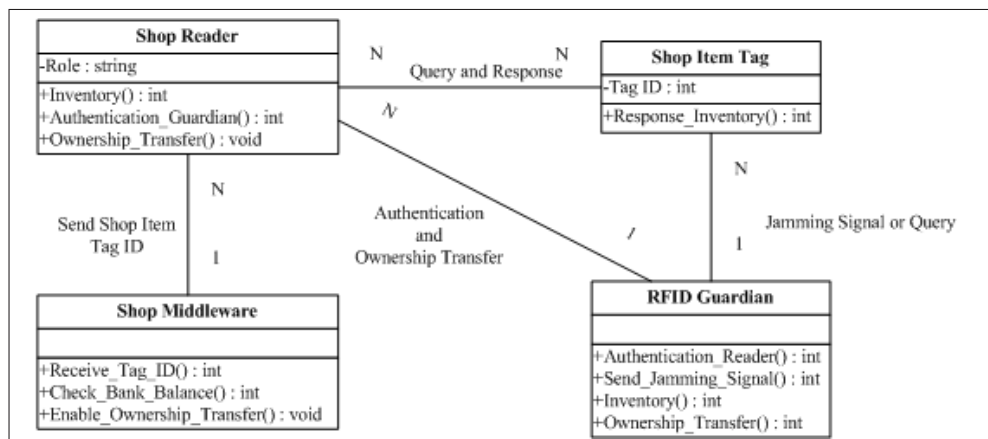 Shop Reader
-Role : string
+Inventory() : int
+Authentication_Guardian() : int
+Ownership_Transfer() : void
N
N
Query and Response
Shop Item Tag
-Tag ID : int
+Response_Inventory() : int
N
N
Send Shop Item
Tag ID
1
Authentication
and
Ownership Transfer
1
N
Jamming Signal or Query
1
Shop Middleware
+Receive_Tag_ID() : int
+Check_Bank_Balance() : int
+Enable_Ownership_Transfer() : void
RFID Guardian
+Authentication_Reader() : int
+Send_Jamming_Signal() : int
+Inventory() : int
+Ownership_Transfer() : int